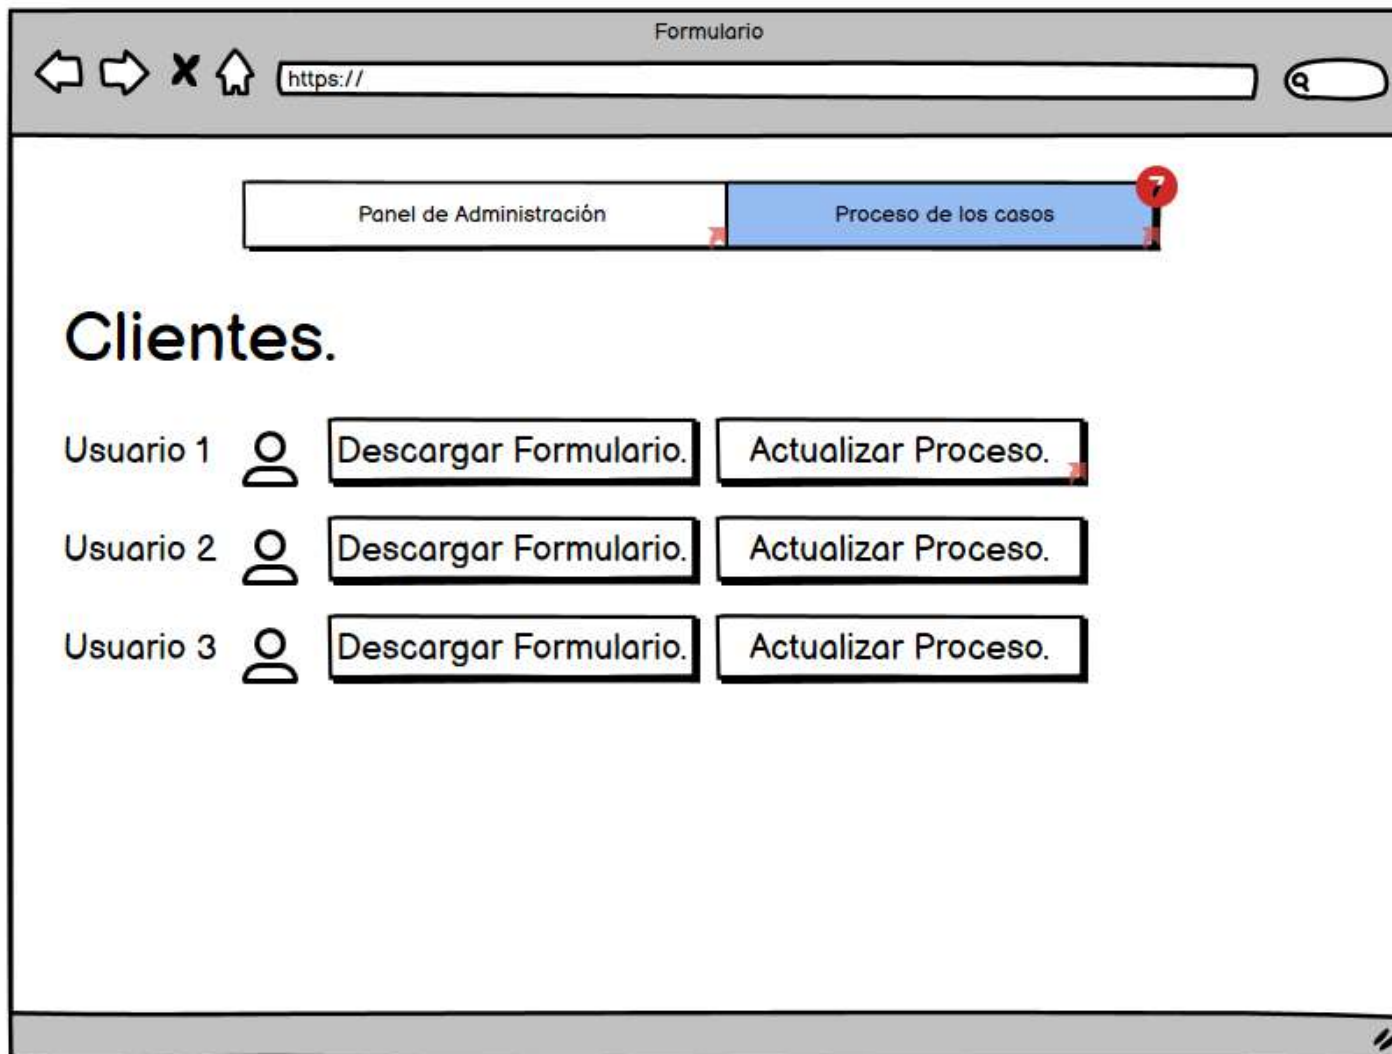 Formulario
https://
7
Panel de Administración
Proceso de los casos
Clientes.
Usuario 1
Descargar Formulario.
Actualizar Proceso.
Usuario 2
Descargar Formulario.
Actualizar Proceso.
Usuario 3
Descargar Formulario.
Actualizar Proceso.